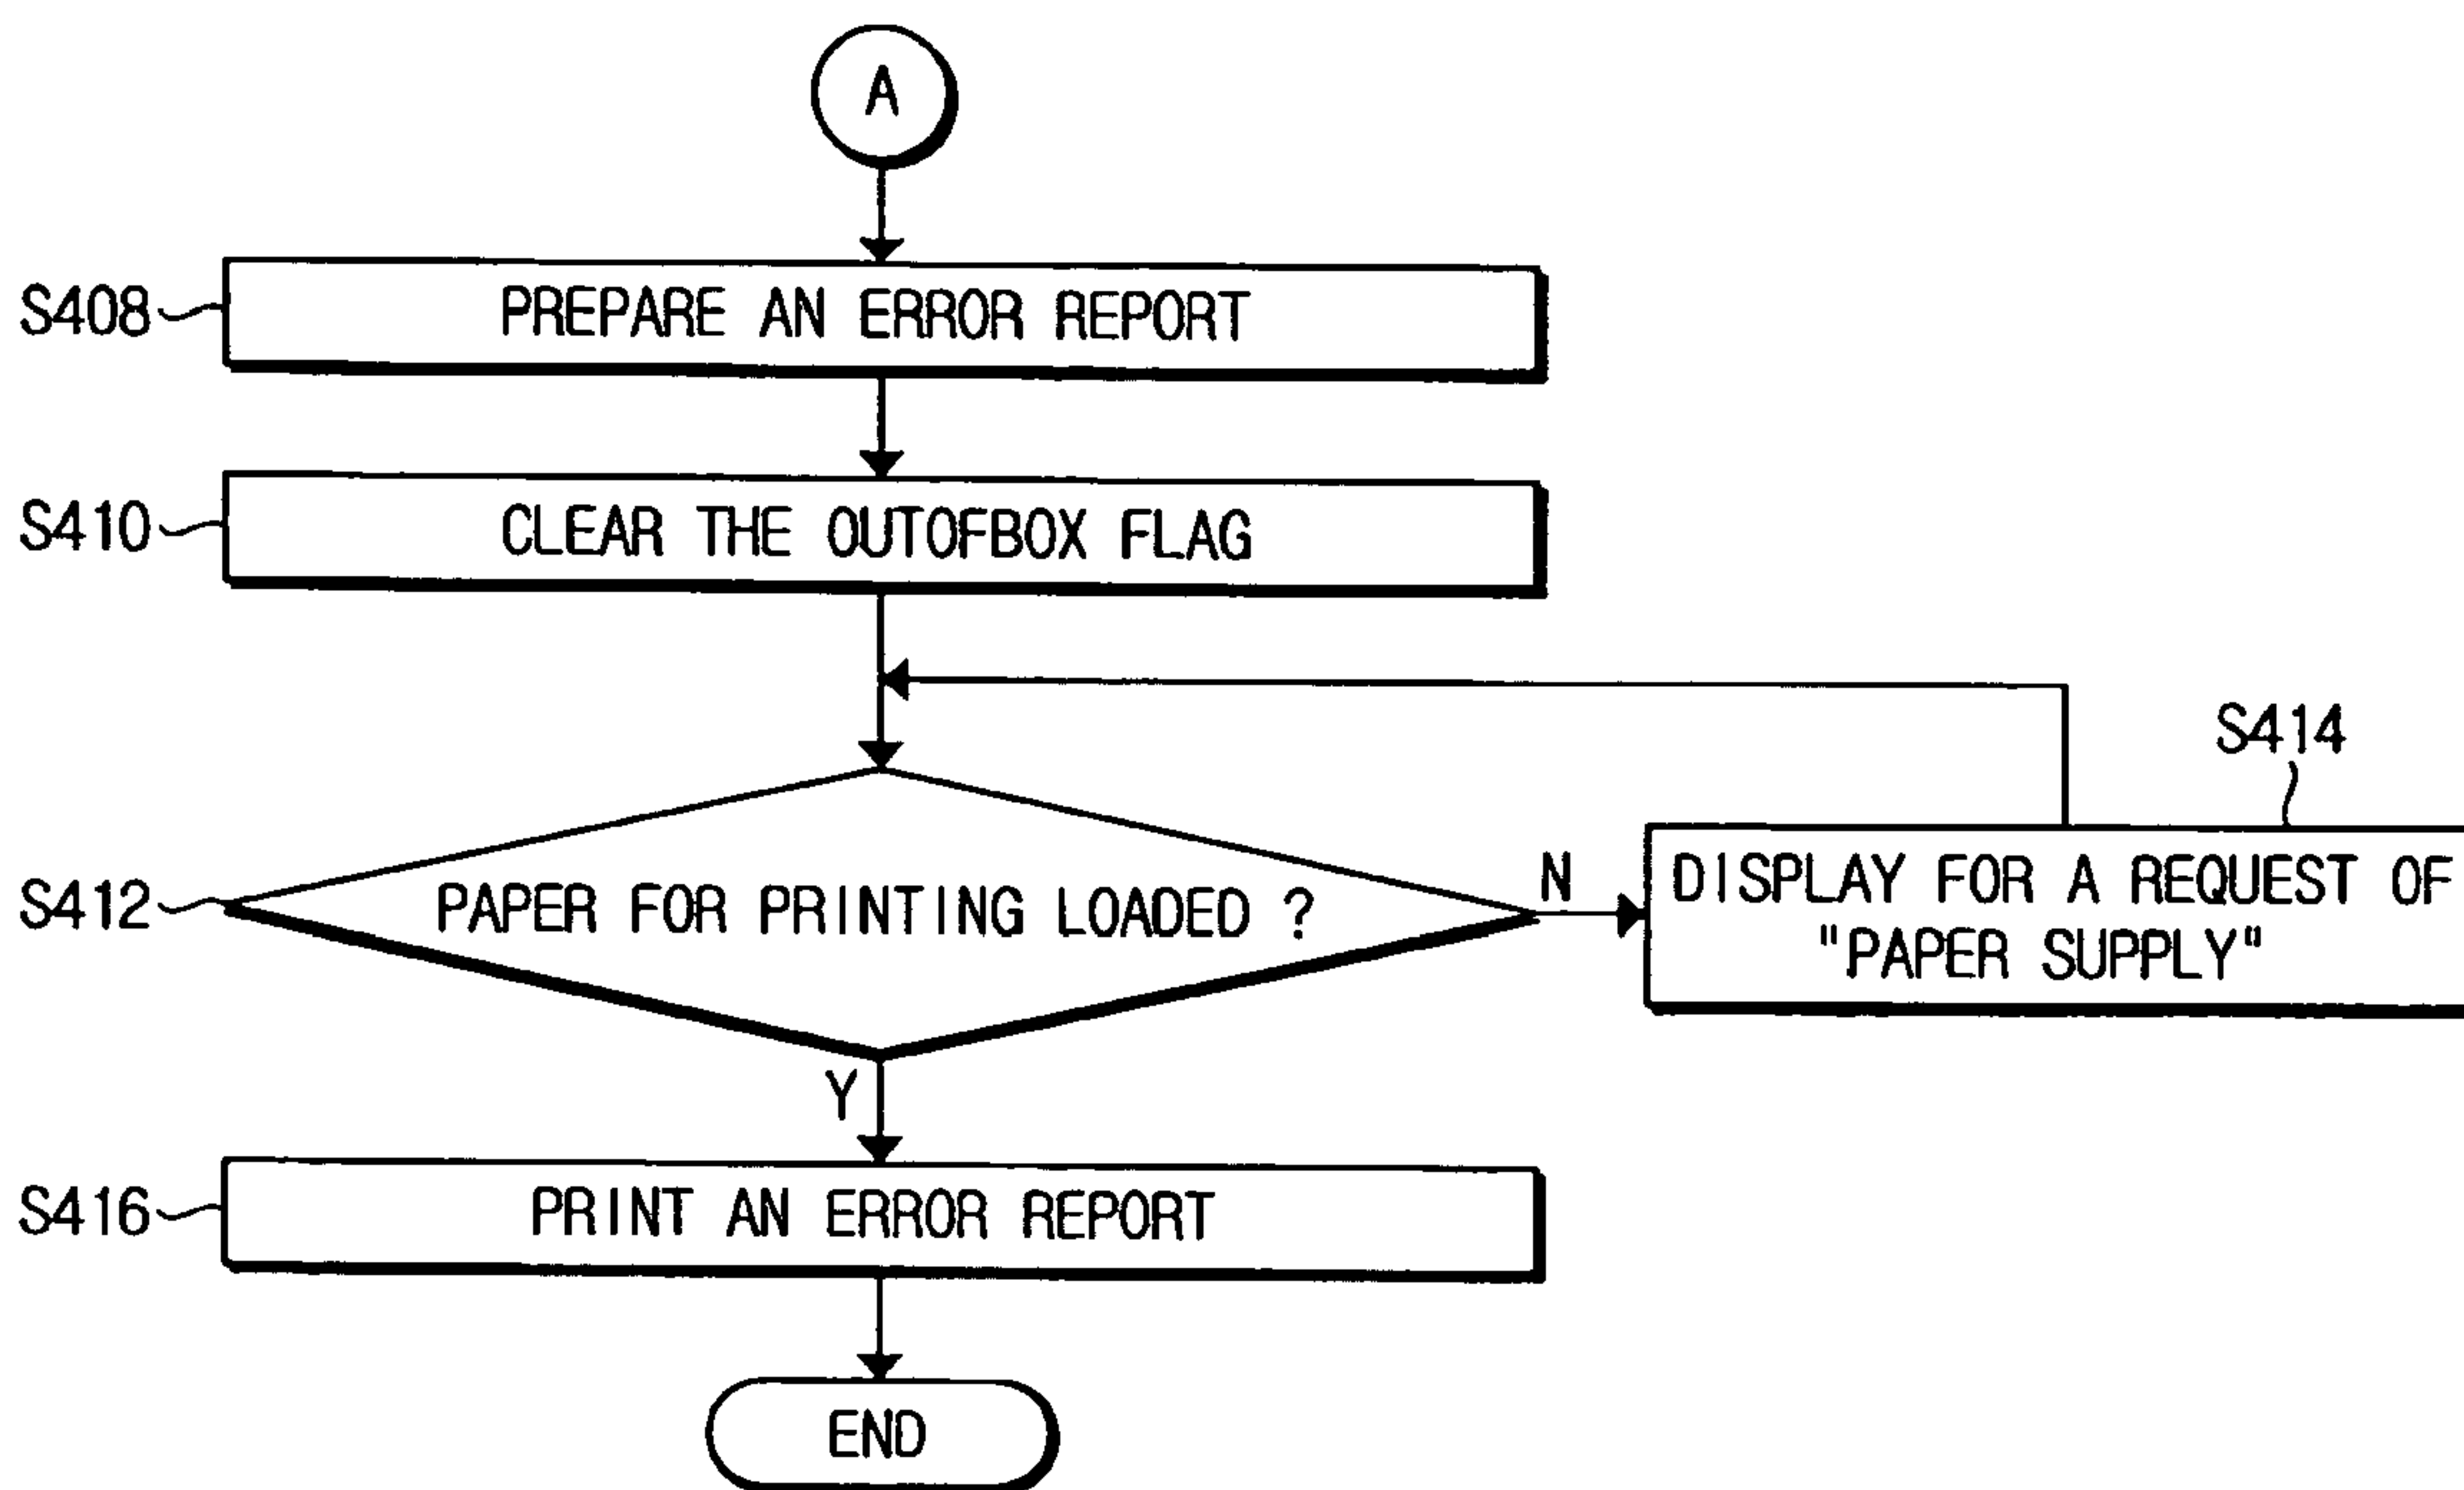 A
S408
PREPARE AN ERROR REPORT
S410
CLEAR THE OUTOFBOX FLAG
S414
S412
PAPER FOR PRINTING LOADED ?
N
DISPLAY FOR A REQUEST OF
"PAPER SUPPLY"
Y
S416
PRINT AN ERROR REPORT
END